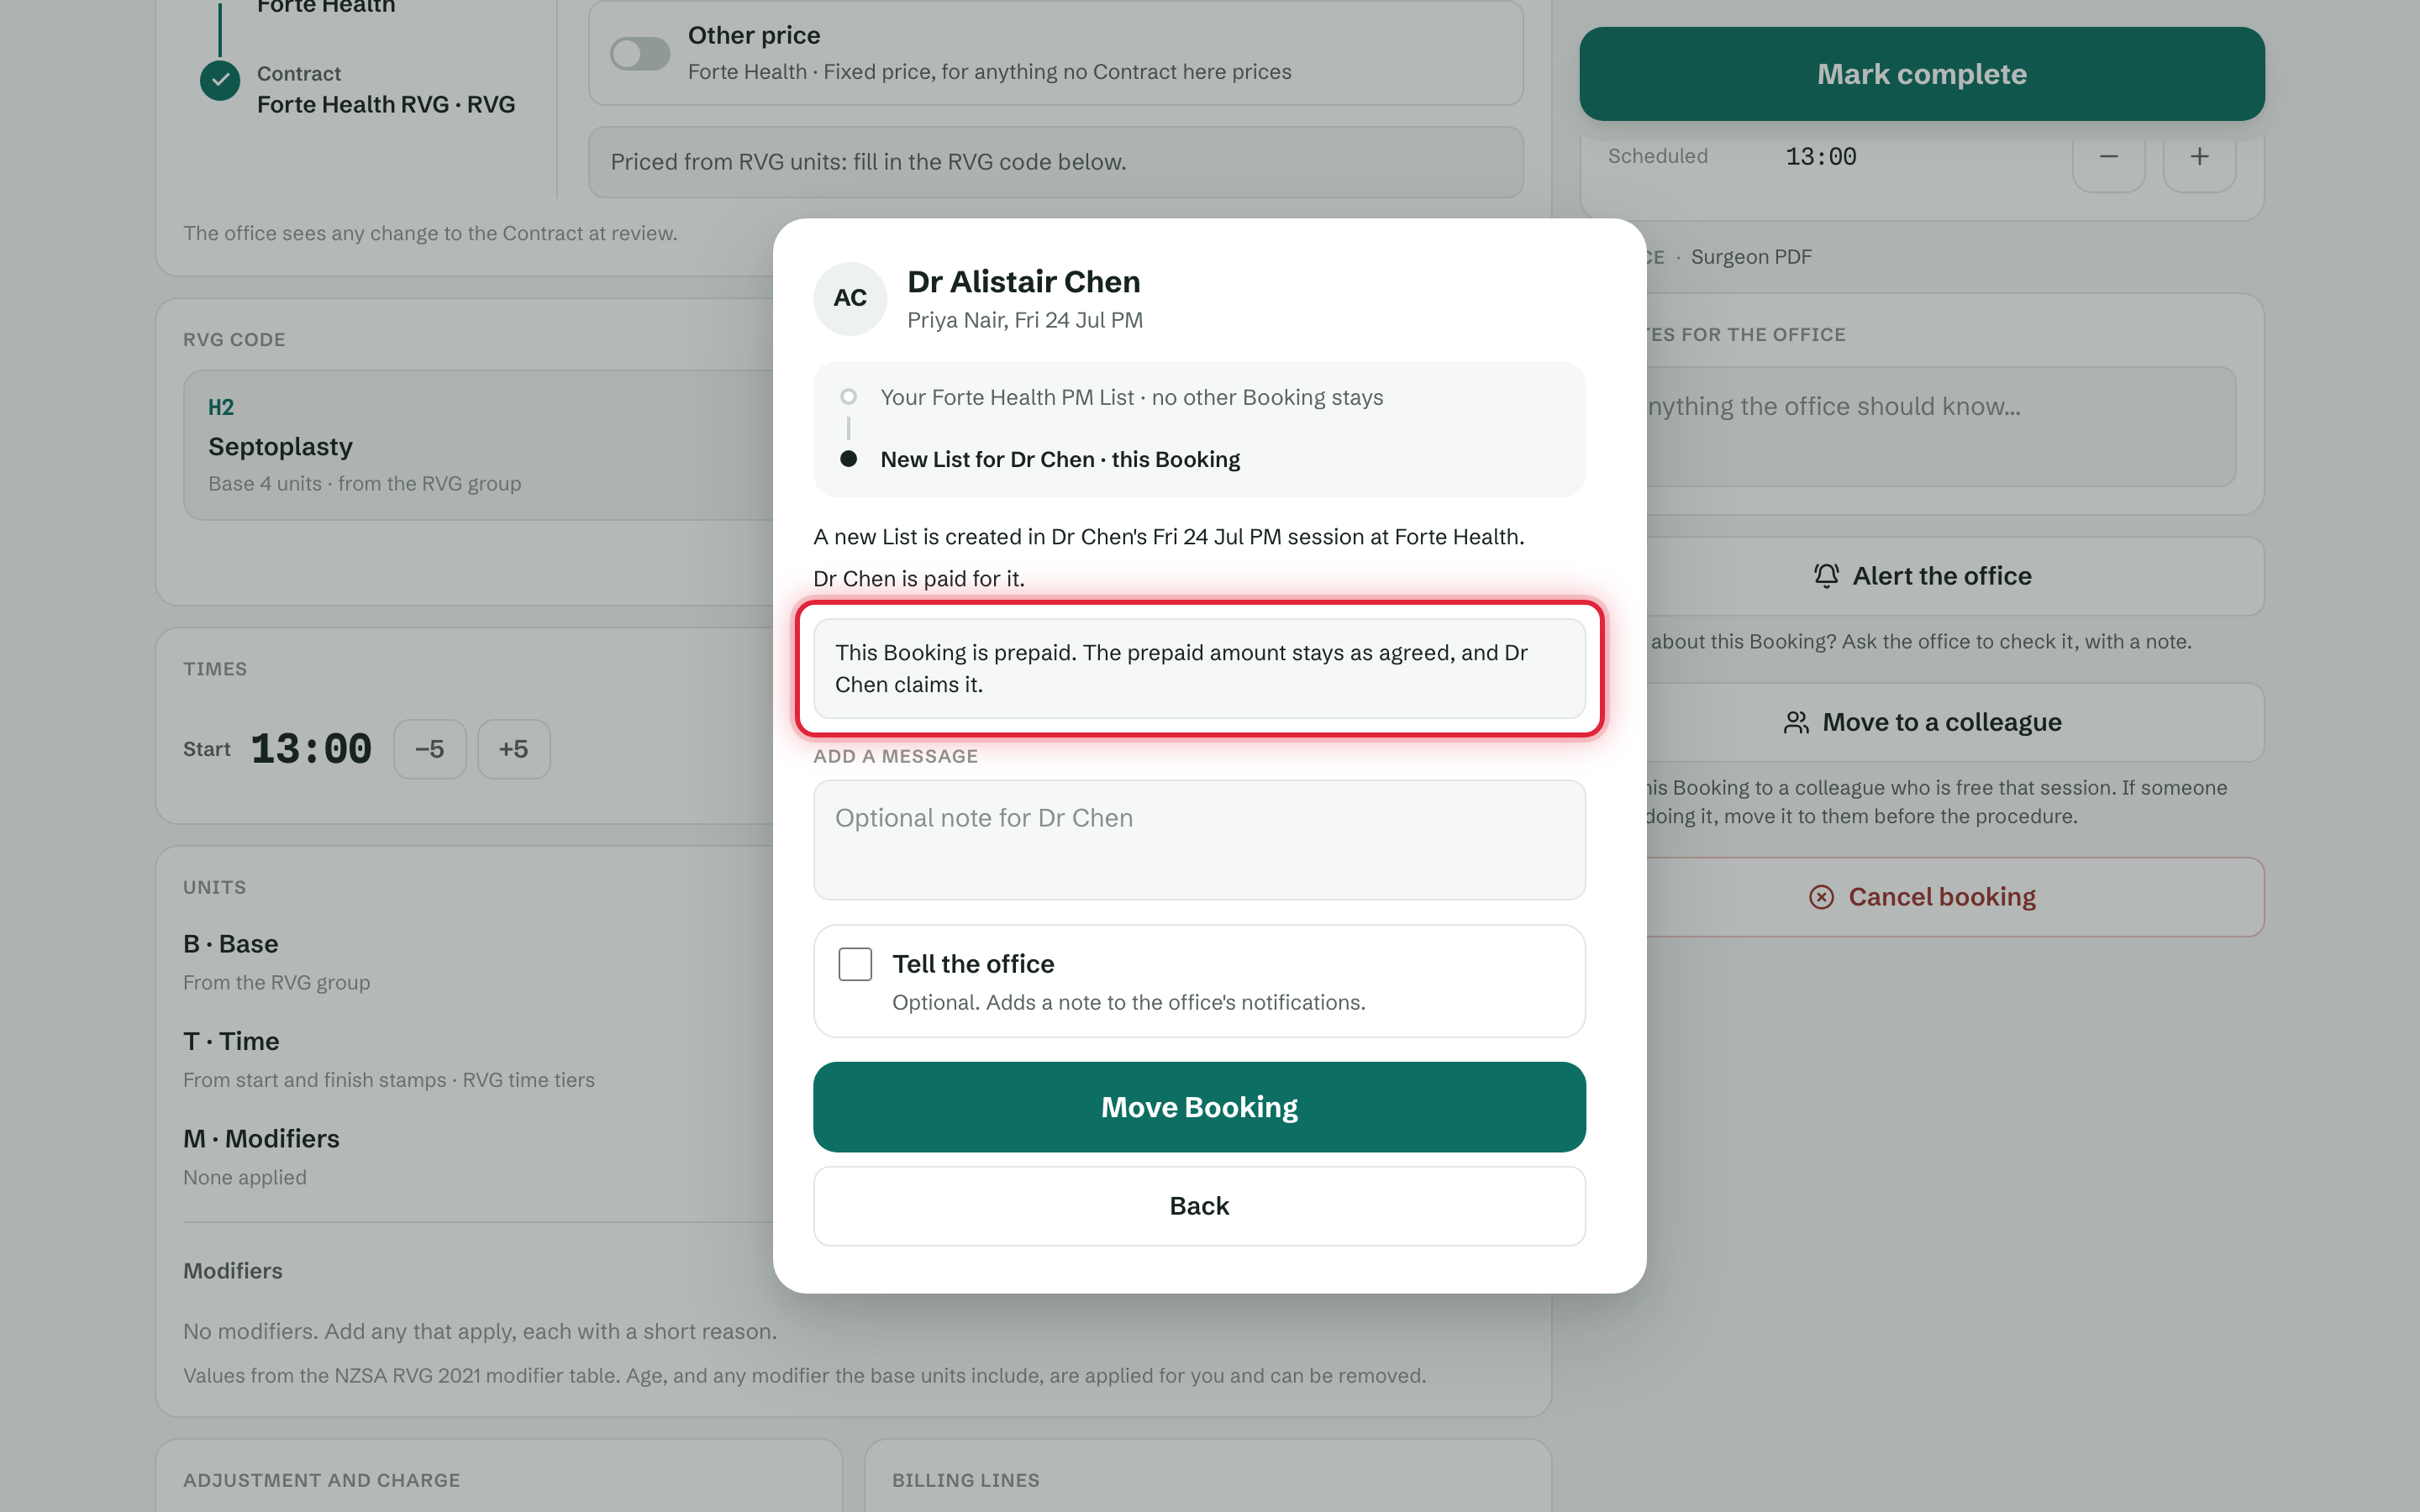 Forte Health
Contract
Forte Health RVG · RVG
Other price
Forte Health · Fixed price, for anything no Contract here prices
Priced from RVG units: fill in the RVG code below.
The office sees any change to the Contract at review.
Mark complete
Scheduled 13:00 − +
· Surgeon PDF
RVG CODE
H2
Septoplasty
Base 4 units · from the RVG group
TIMES
Start 13:00 −5 +5
UNITS
B · Base
From the RVG group
T · Time
From start and finish stamps · RVG time tiers
M · Modifiers
None applied
Modifiers
No modifiers. Add any that apply, each with a short reason.
Values from the NZSA RVG 2021 modifier table. Age, and any modifier the base units include, are applied for you and can be removed.
ADJUSTMENT AND CHARGE
BILLING LINES
AC
Dr Alistair Chen
Priya Nair, Fri 24 Jul PM
Your Forte Health PM List · no other Booking stays
New List for Dr Chen · this Booking
A new List is created in Dr Chen's Fri 24 Jul PM session at Forte Health.
Dr Chen is paid for it.
This Booking is prepaid. The prepaid amount stays as agreed, and Dr
Chen claims it.
ADD A MESSAGE
Optional note for Dr Chen
Tell the office
Optional. Adds a note to the office's notifications.
Move Booking
Back
FOR THE OFFICE
the office should know...
Alert the office
about this Booking? Ask the office to check it, with a note.
Move to a colleague
Booking to a colleague who is free that session. If someone
doing it, move it to them before the procedure.
Cancel booking